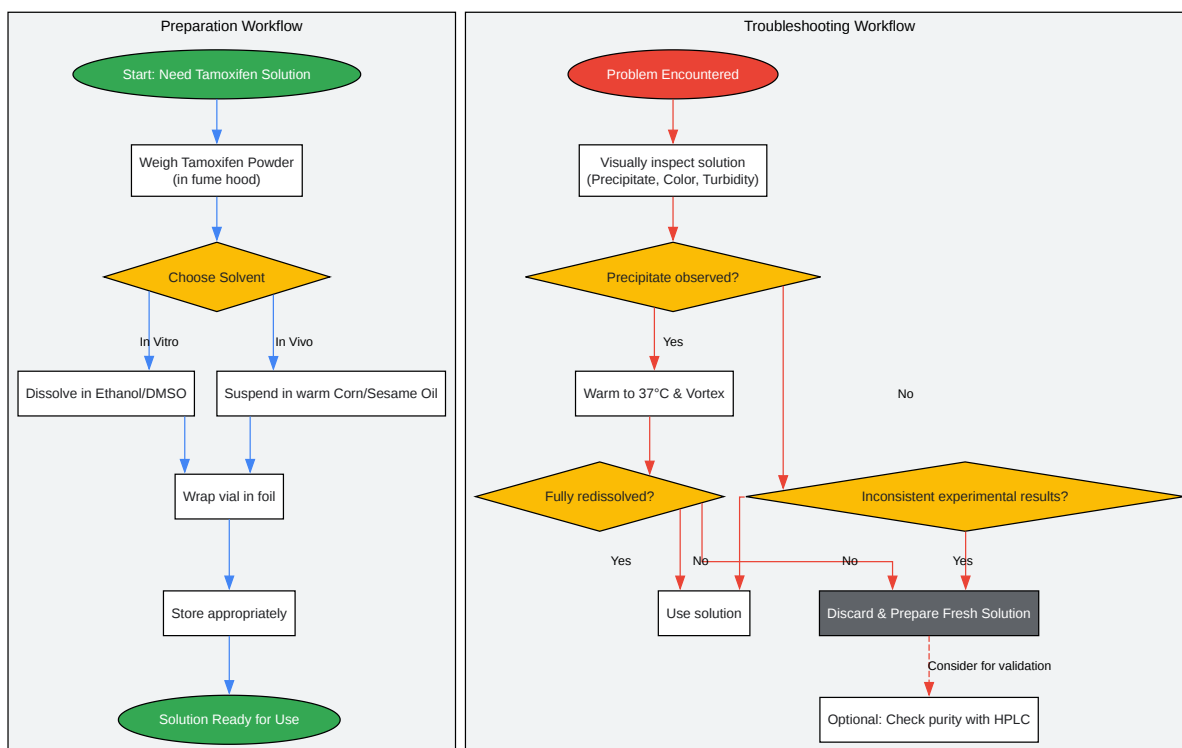 Preparation Workflow
Start: Need Tamoxifen Solution
Weigh Tamoxifen Powder
(in fume hood)
Choose Solvent
In Vitro
In Vivo
Dissolve in Ethanol/DMSO
Suspend in warm Corn/Sesame Oil
Wrap vial in foil
Store appropriately
Solution Ready for Use
Troubleshooting Workflow
Problem Encountered
Visually inspect solution
(Precipitate, Color, Turbidity)
Precipitate observed?
Yes
No
Warm to 37°C & Vortex
Fully redissolved?
Inconsistent experimental results?
Yes
No
No
Yes
Use solution
Discard & Prepare Fresh Solution
Consider for validation
Optional: Check purity with HPLC